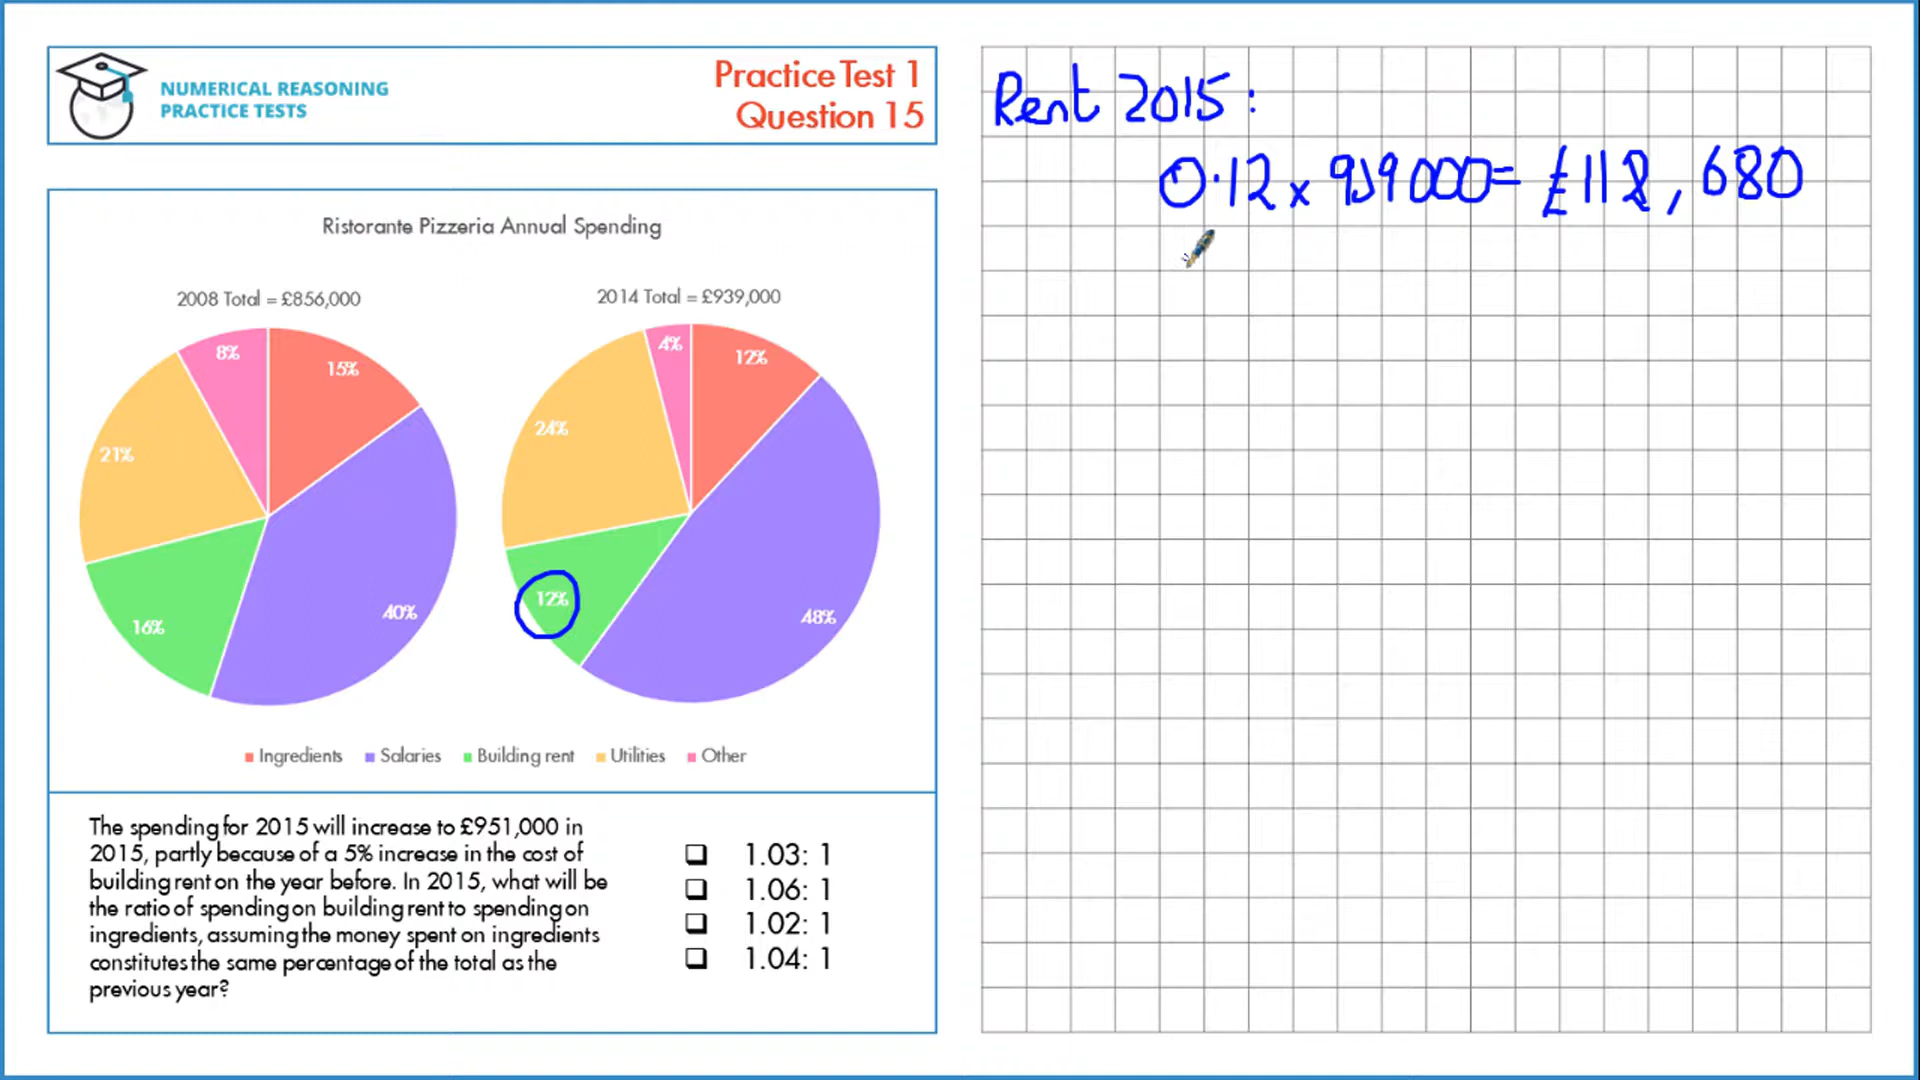 NUMERICAL REASONING
PRACTICE TESTS
Practice Test 1
Question 15
Ristorante Pizzeria Annual Spending
2008 Total = £856,000
8%
15%
21%
40%
16%
2014 Total = £939,000
4%
12%
24%
12%
48%
Ingredients Salaries Building rent Utilities Other
The spending for 2015 will increase to £951,000 in
2015, partly because of a 5% increase in the cost of
building rent on the year before. In 2015, what will be
the ratio of spending on building rent to spending on
ingredients, assuming the money spent on ingredients
constitutes the same percentage of the total as the
previous year?
1.03: 1
1.06: 1
1.02: 1
1.04: 1
Rent 2015:
0.12 x 939000 = £112,680